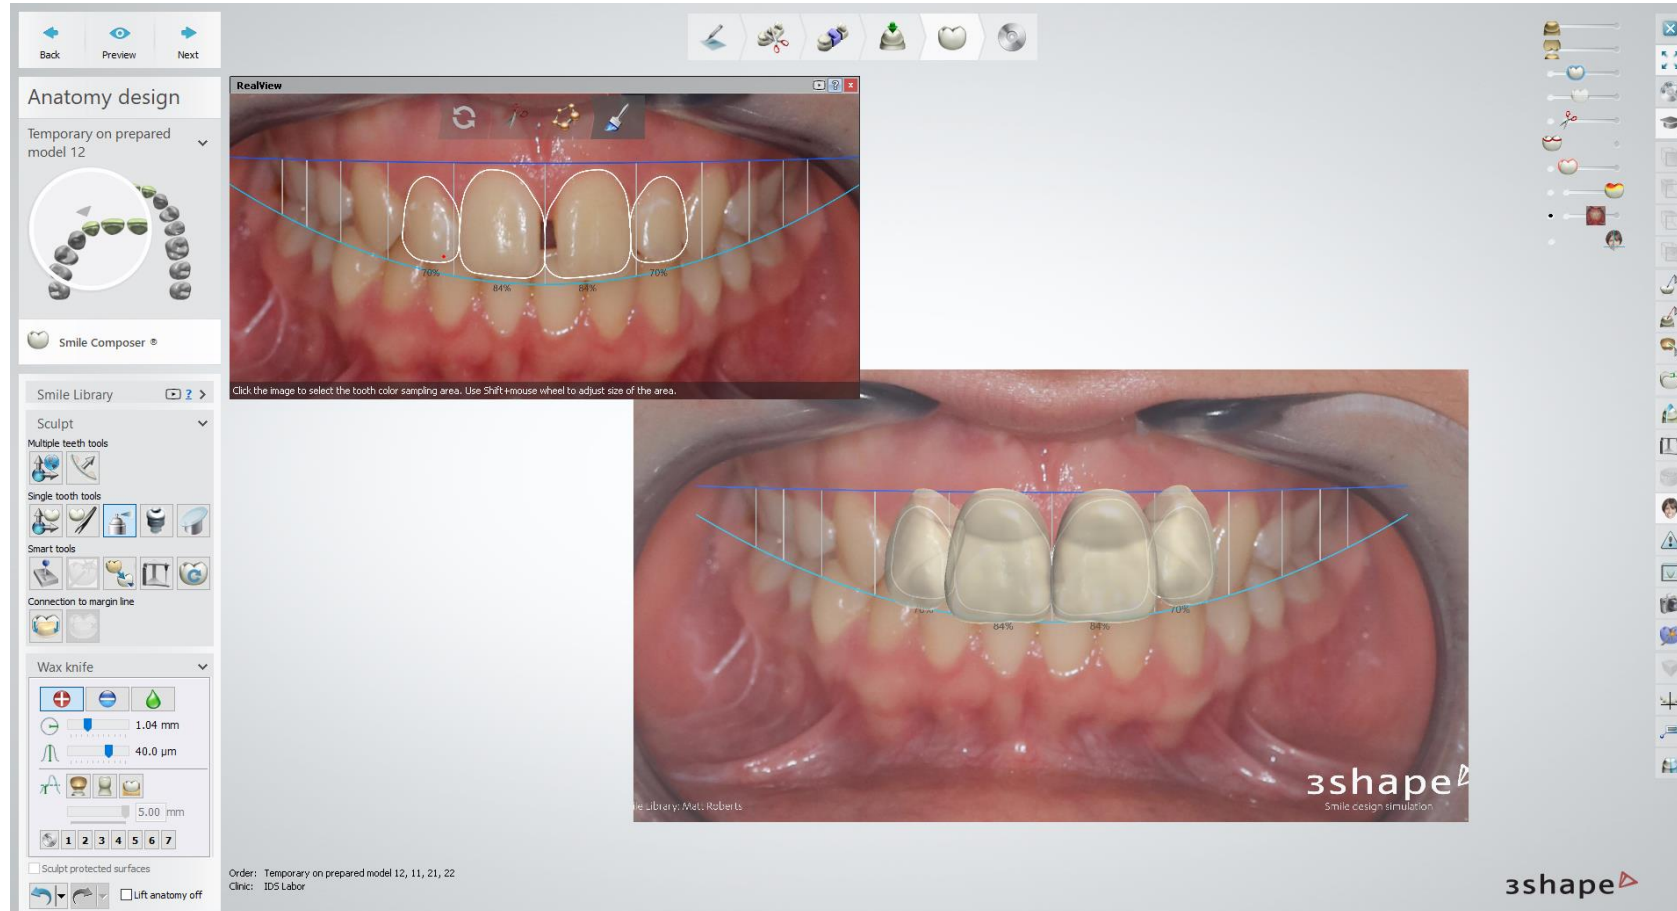 Back
Preview
Next
Anatomy design
Temporary on prepared
model 12
Smile Composer ®
Smile Library
?
Sculpt
Multiple teeth tools
Single tooth tools
Smart tools
Connection to margin line
Wax knife
1.04 mm
40.0 µm
5.00 mm
1 2 3 4 5 6 7
Sculpt protected surfaces
Lift anatomy off
RealView
70%
84%
84%
70%
Click the image to select the tooth color sampling area. Use Shift+mouse wheel to adjust size of the area.
70%
84%
84%
70%
Library: Matt Roberts
3shape
Smile design simulation
Order: Temporary on prepared model 12, 11, 21, 22
Clinic: IDS Labor
3shape